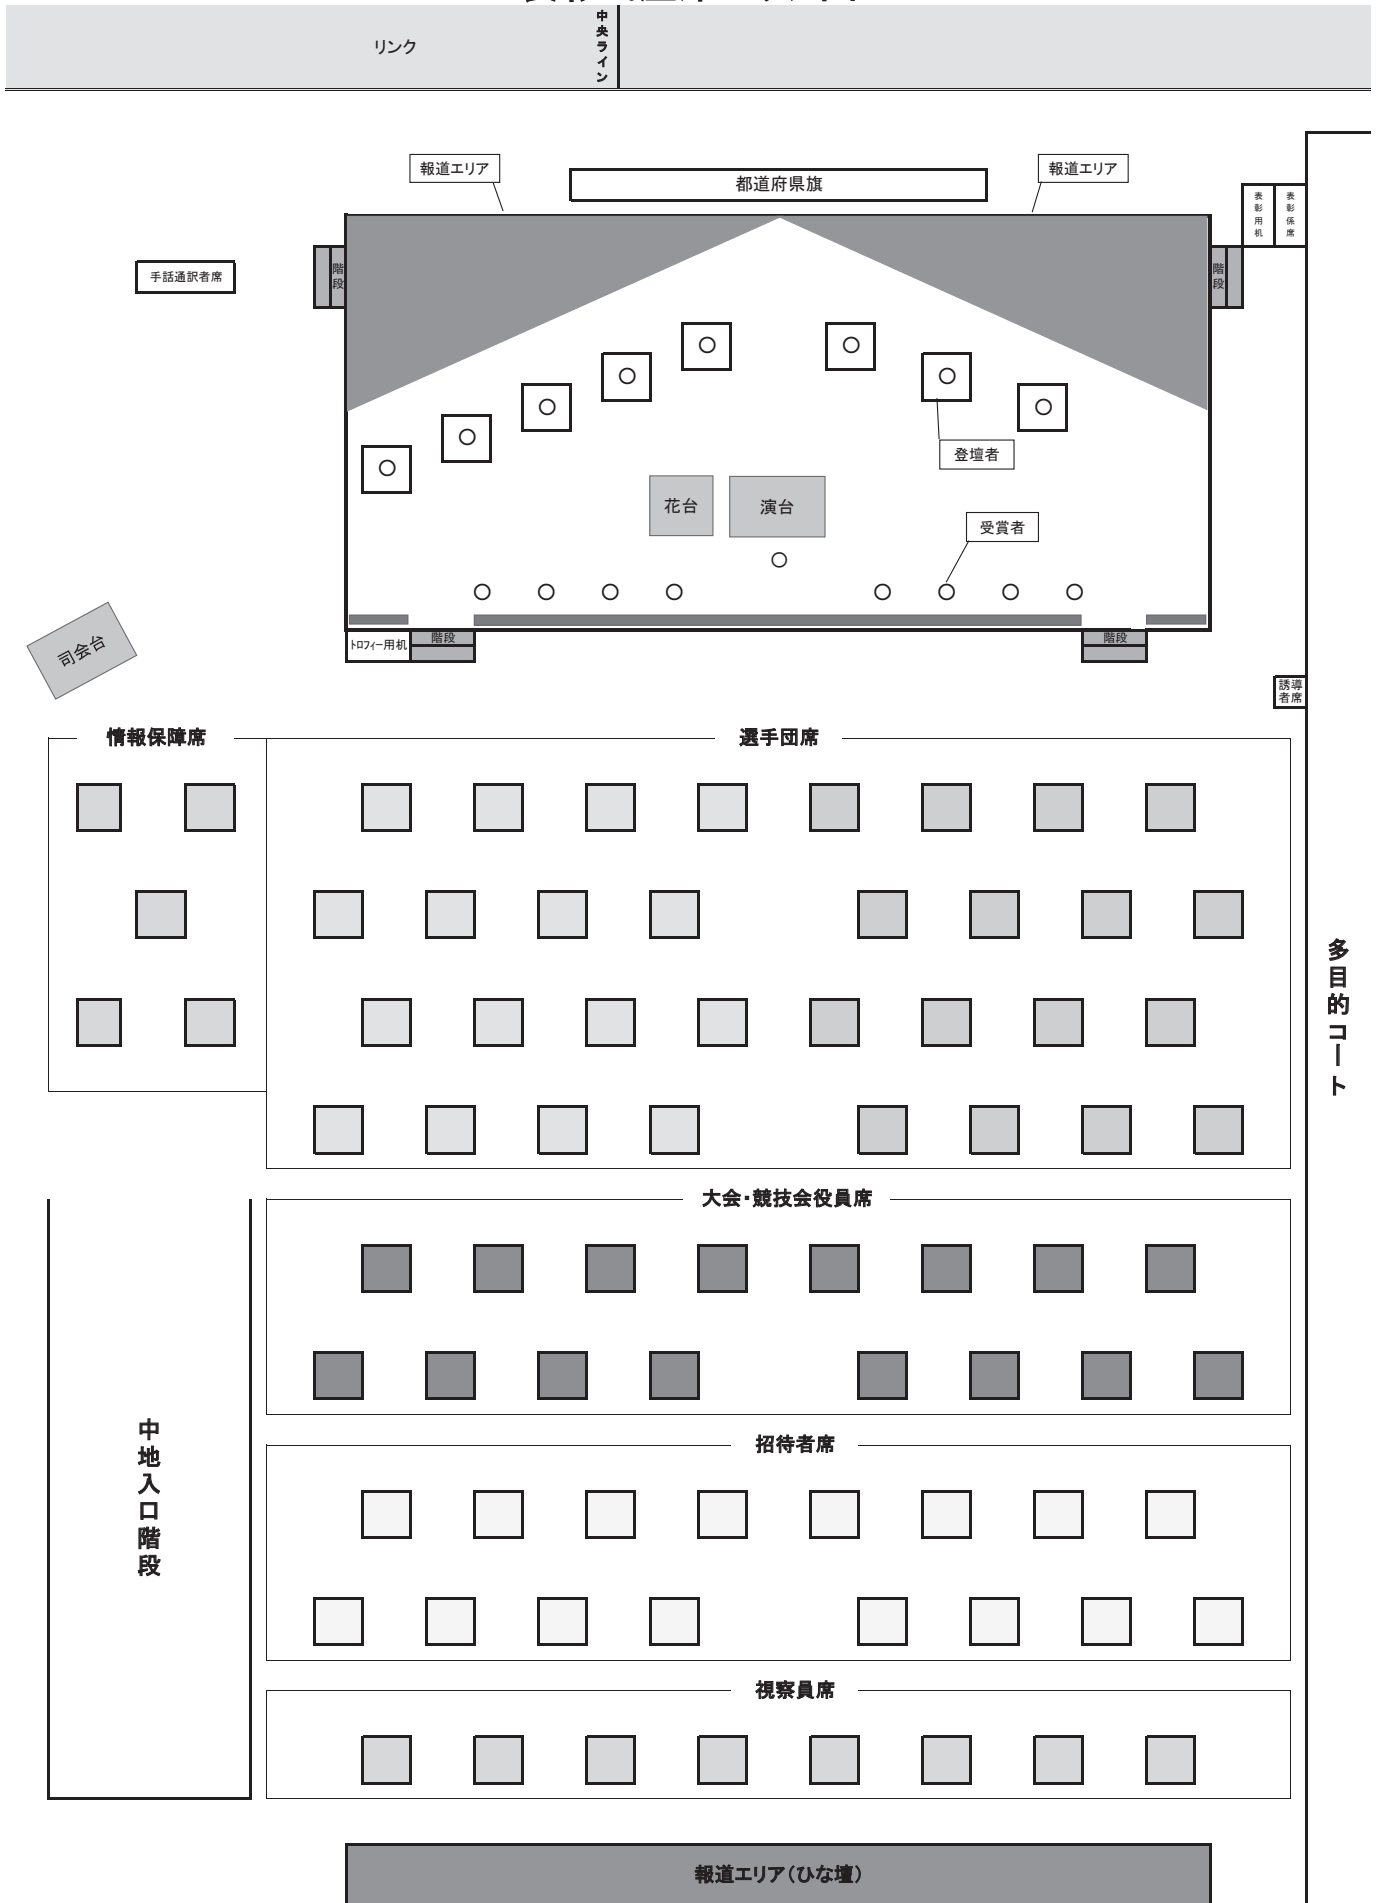 リンク
中央ライン
報道エリア
都道府県旗
報道エリア
表彰用机
表彰係席
手話通訳者席
階段
階段
登壇者
花台
演台
受賞者
司会台
トロフィー用机
階段
階段
誘導
者席
情報保障席
選手団席
多目的コート
大会・競技会役員席
中地入口階段
招待者席
視察員席
報道エリア(ひな壇)